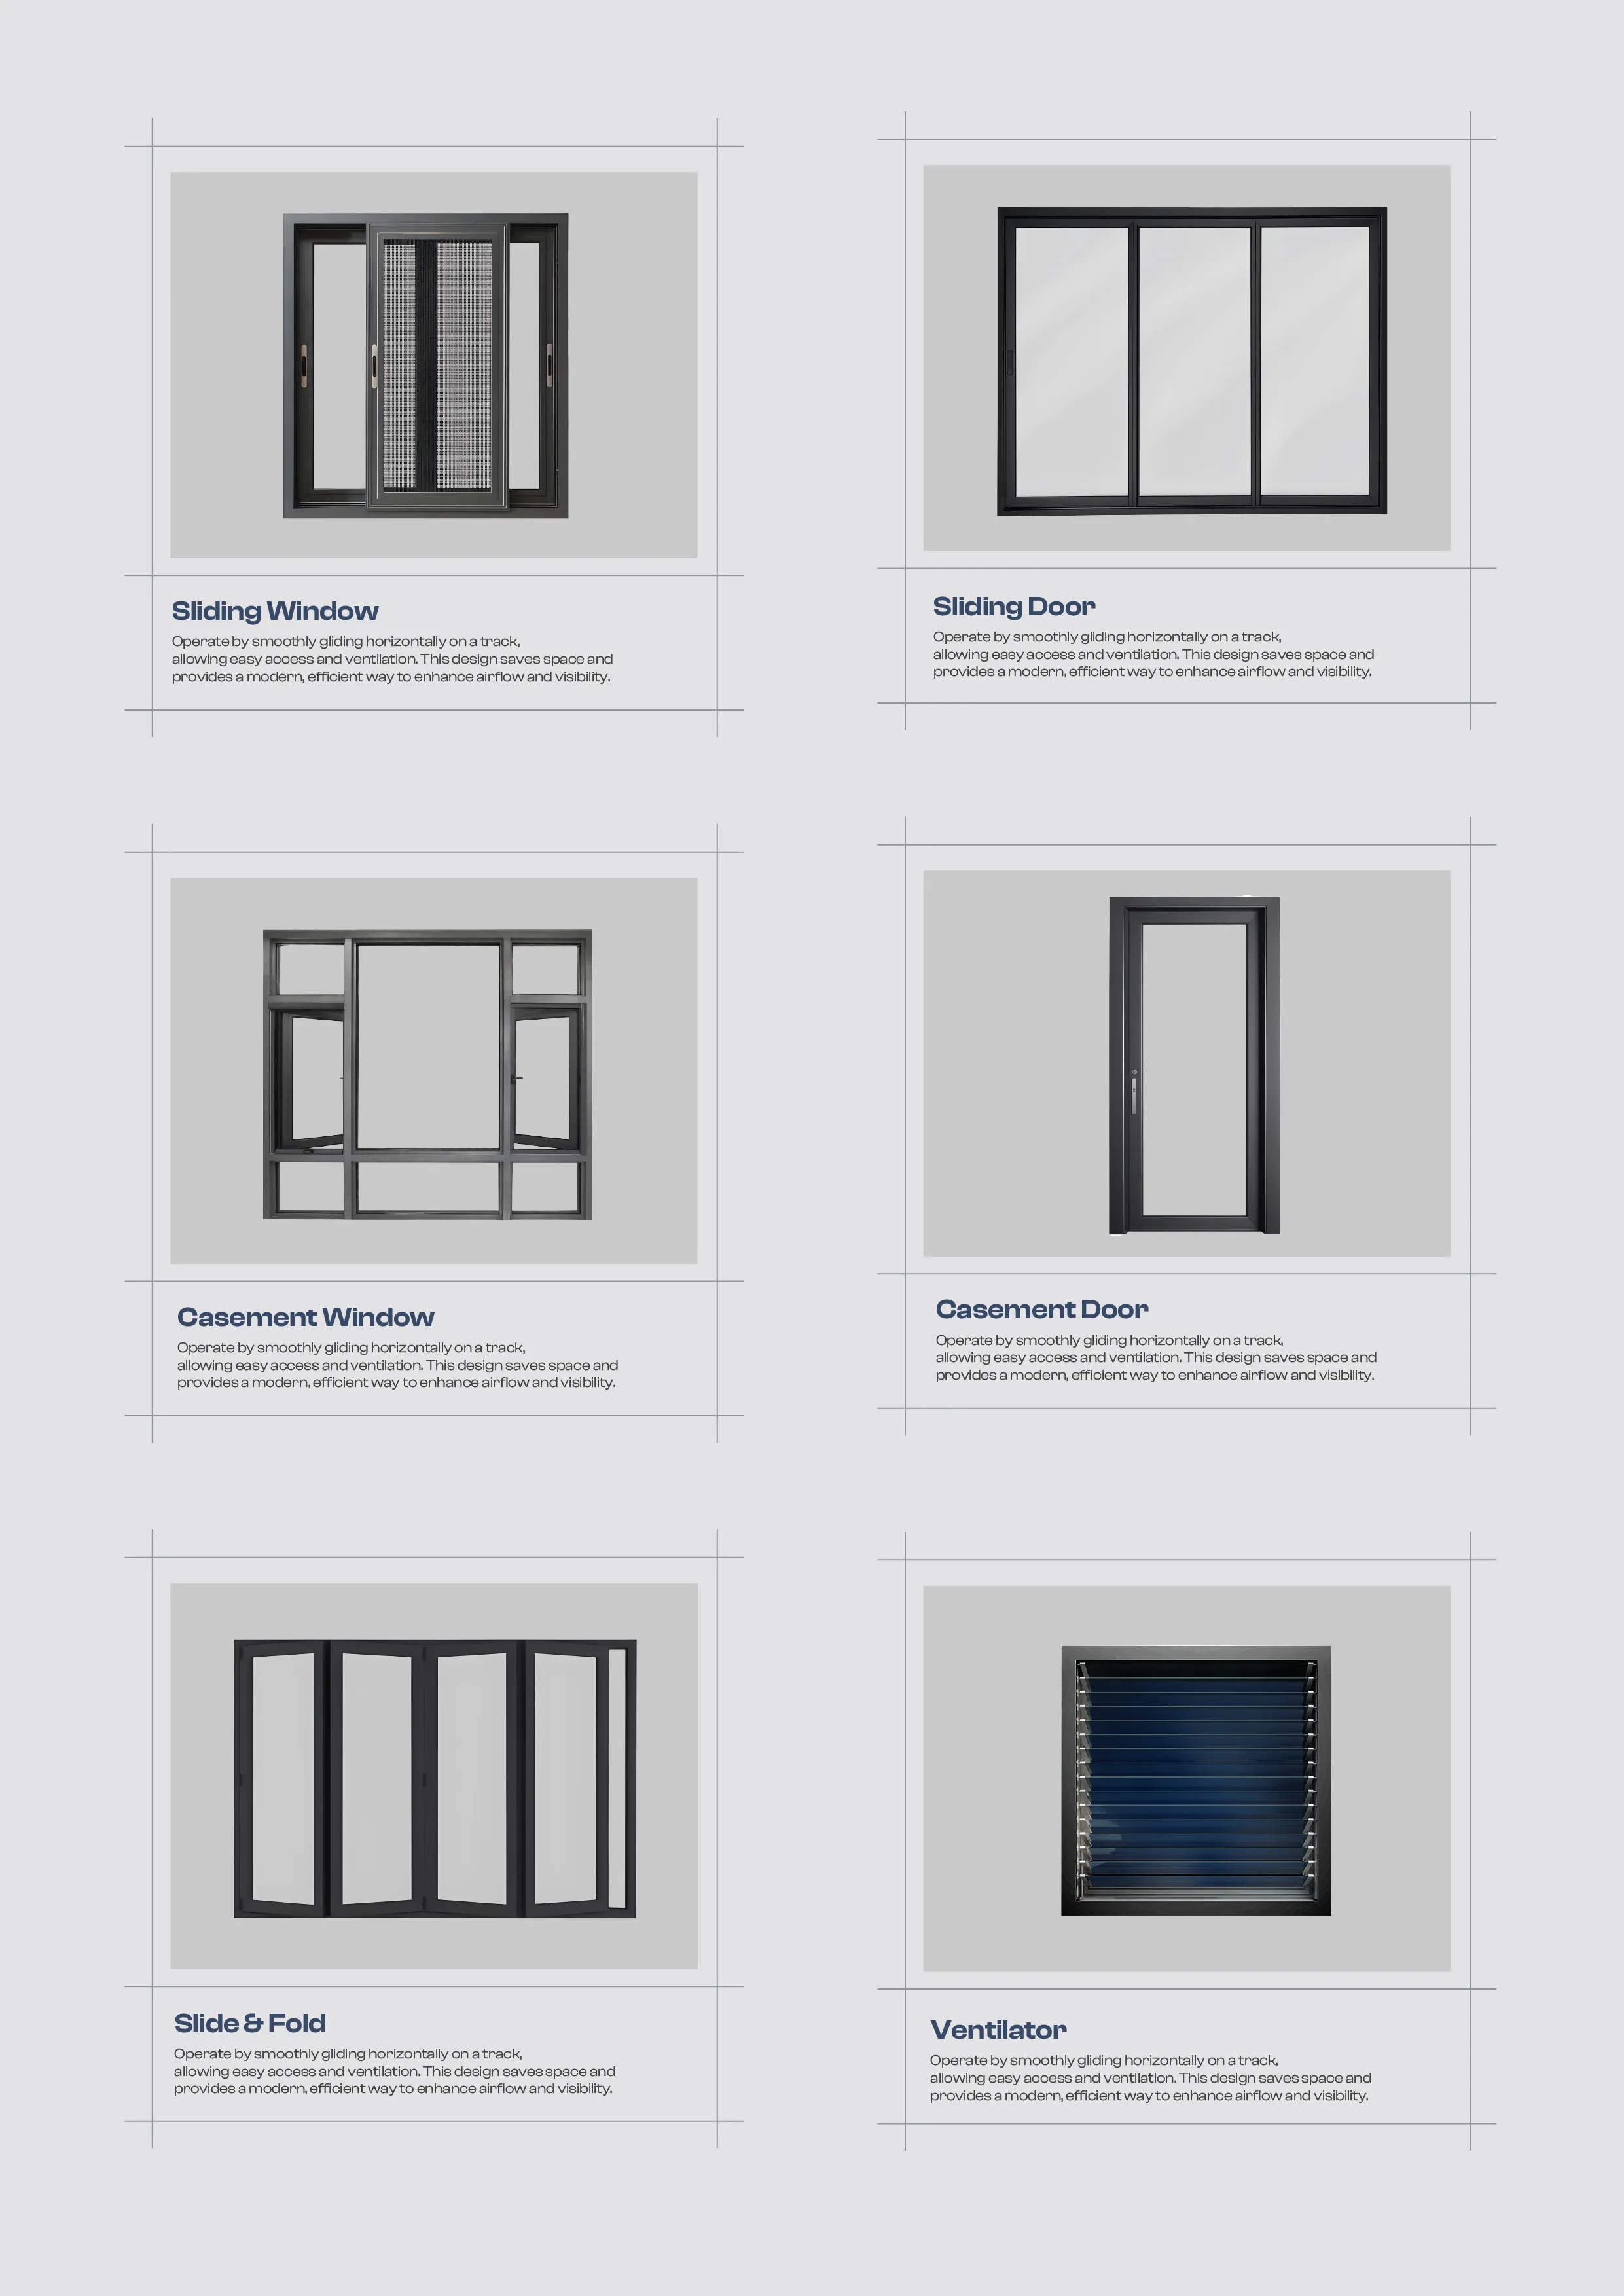 Sliding Window
Operate by smoothly gliding horizontally on a track,
allowing easy access and ventilation. This design saves space and
provides a modern, efficient way to enhance airflow and visibility.
Sliding Door
Operate by smoothly gliding horizontally on a track,
allowing easy access and ventilation. This design saves space and
provides a modern, efficient way to enhance airflow and visibility.
Casement Window
Operate by smoothly gliding horizontally on a track,
allowing easy access and ventilation. This design saves space and
provides a modern, efficient way to enhance airflow and visibility.
Casement Door
Operate by smoothly gliding horizontally on a track,
allowing easy access and ventilation. This design saves space and
provides a modern, efficient way to enhance airflow and visibility.
Slide & Fold
Operate by smoothly gliding horizontally on a track,
allowing easy access and ventilation. This design saves space and
provides a modern, efficient way to enhance airflow and visibility.
Ventilator
Operate by smoothly gliding horizontally on a track,
allowing easy access and ventilation. This design saves space and
provides a modern, efficient way to enhance airflow and visibility.